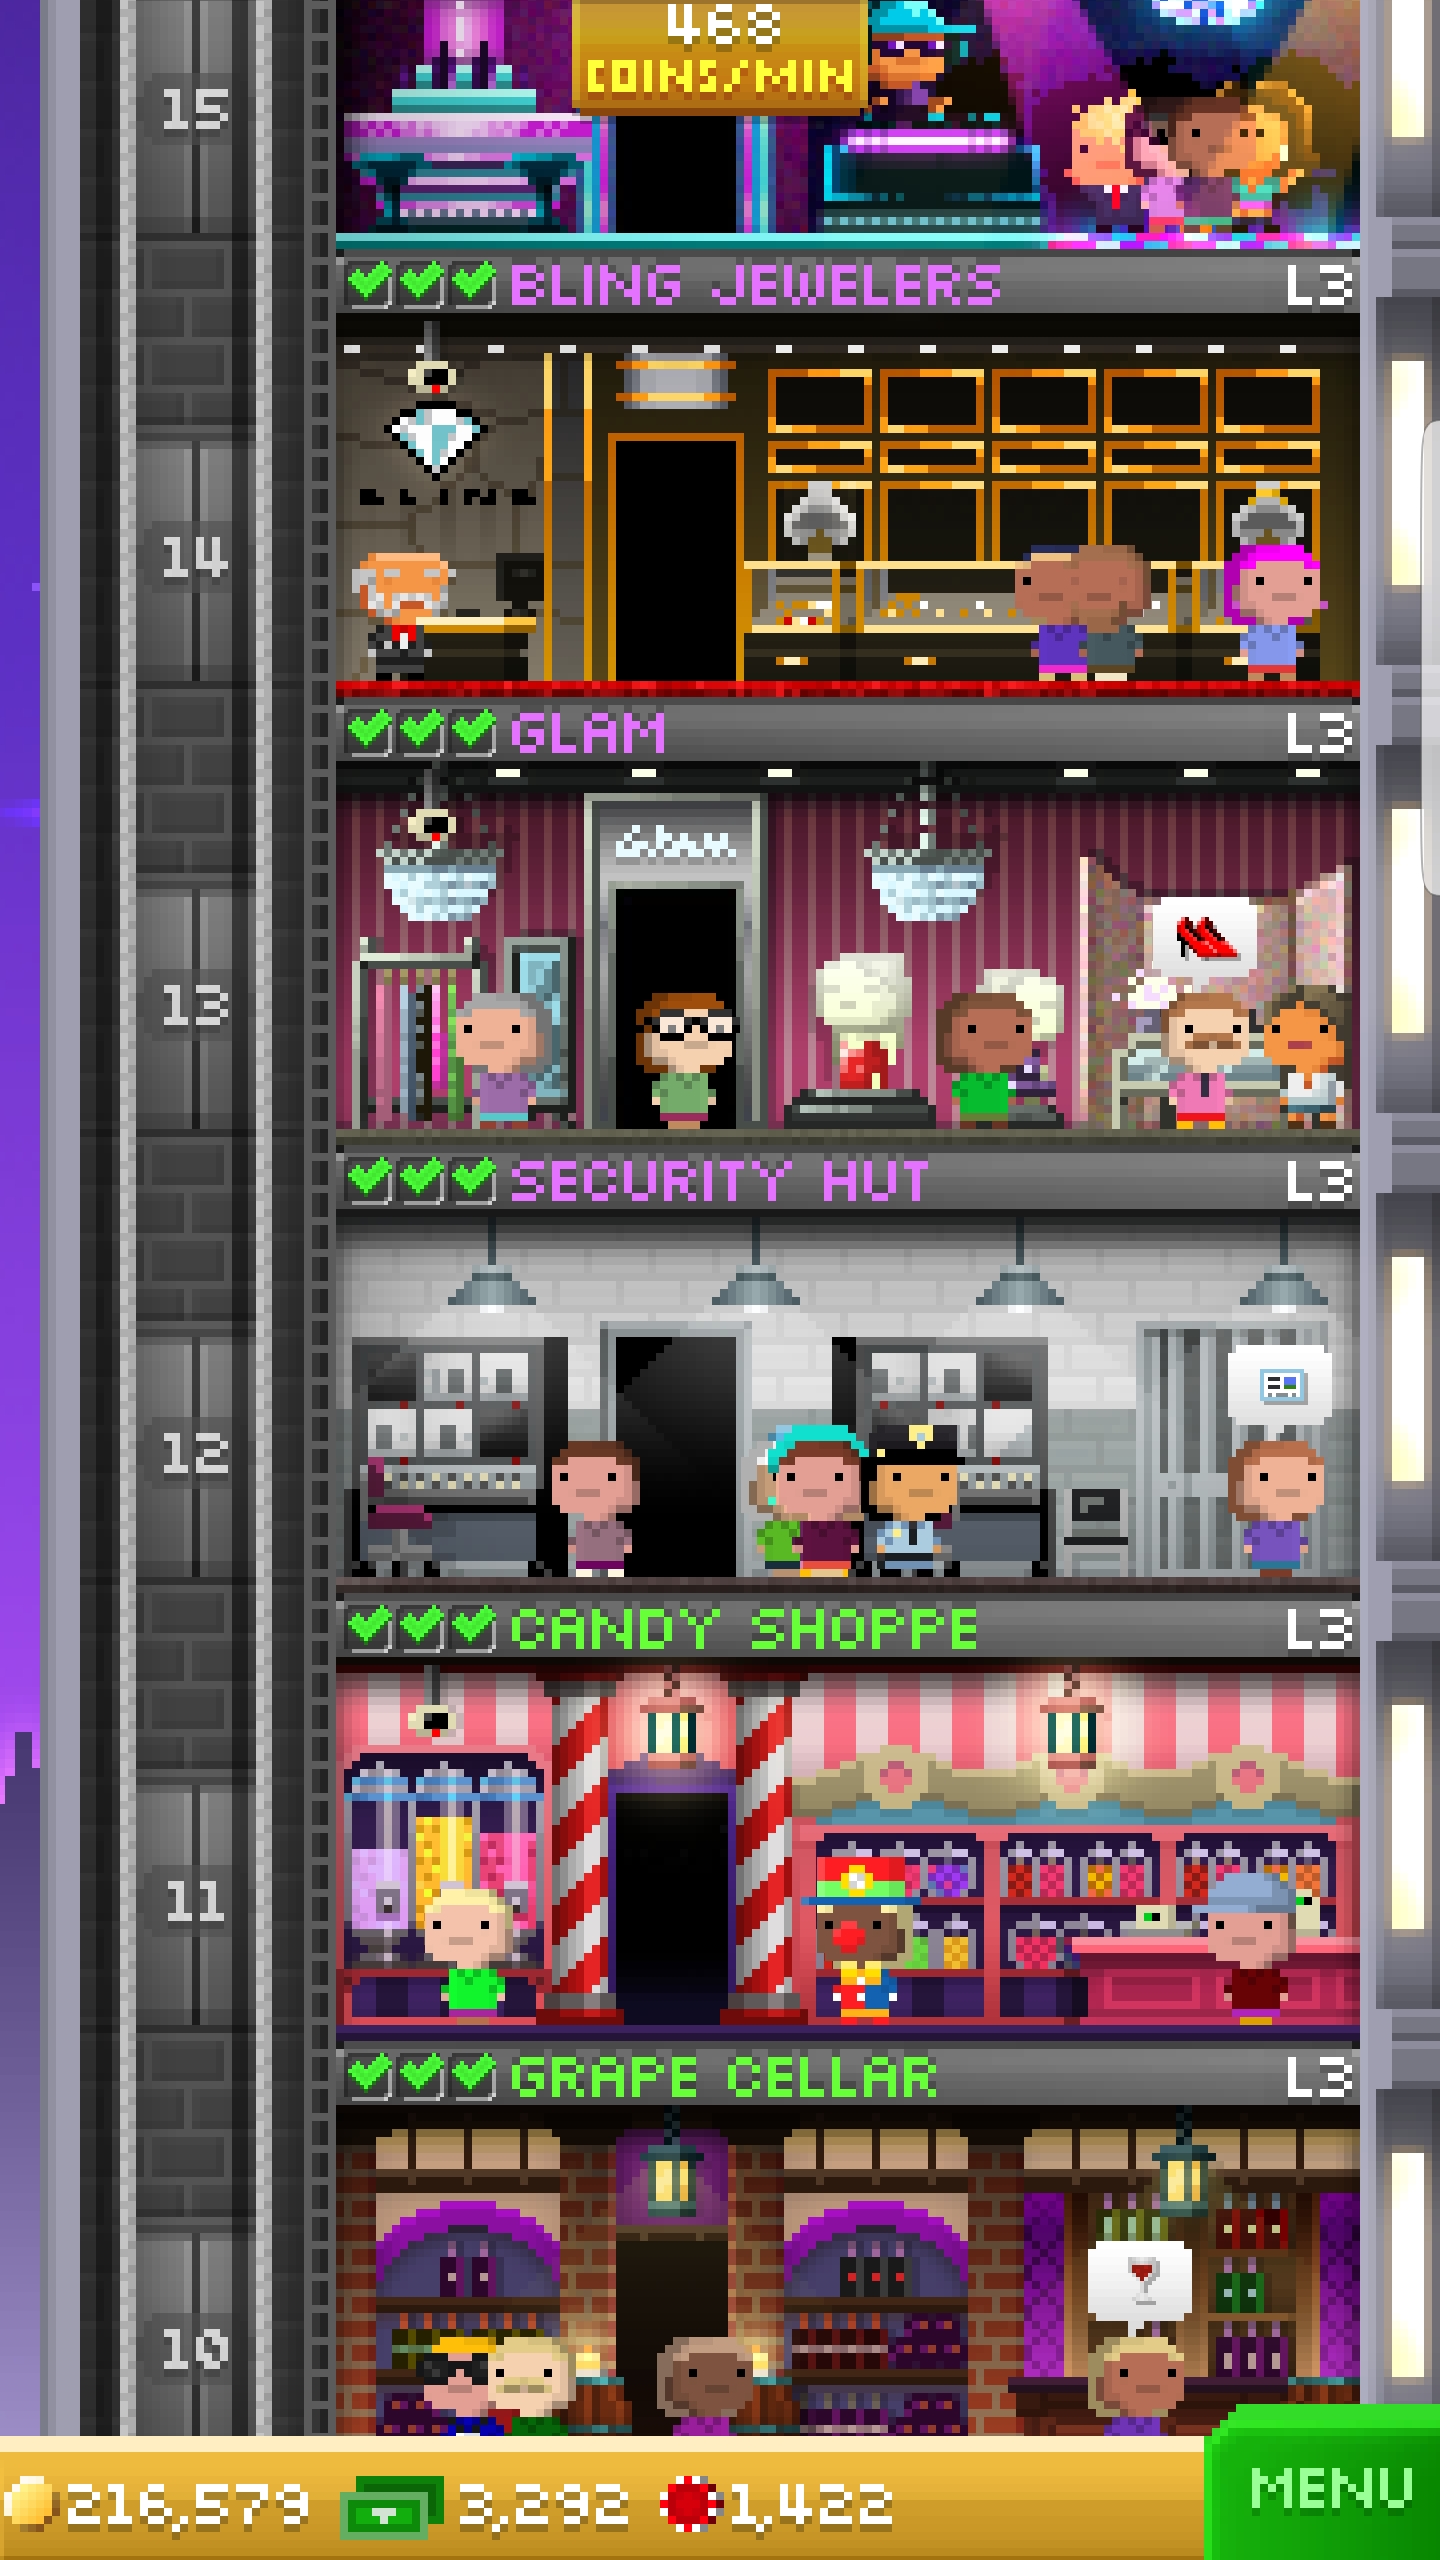 468
COINS/MIN
15
BLING JEWELERS L3
BLING
14
GLAM L3
Glam
13
SECURITY HUT L3
12
CANDY SHOPPE L3
11
GRAPE CELLAR L3
10
216,579 3,292 1,422
MENU